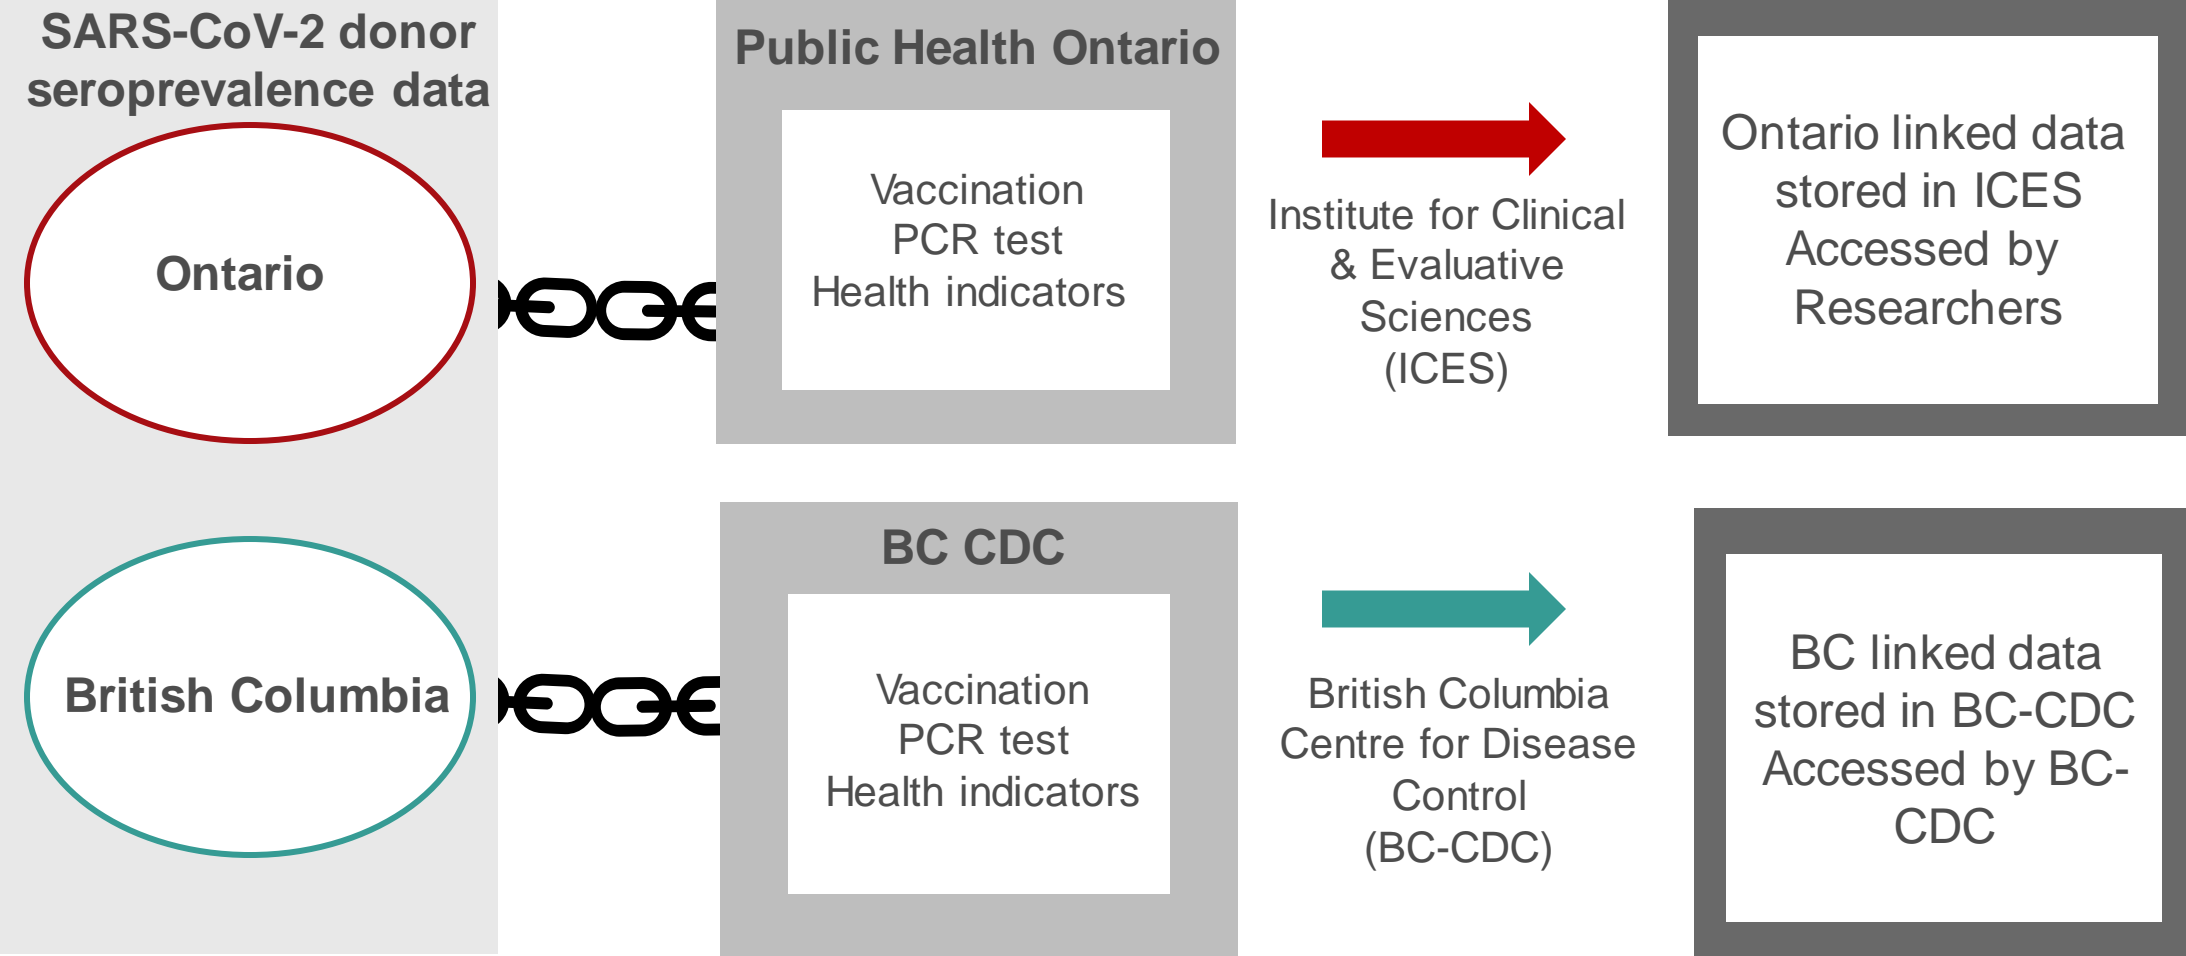 SARS-CoV-2 donor
seroprevalence data
Ontario
Public Health Ontario
Vaccination
PCR test
Health indicators
Institute for Clinical
& Evaluative
Sciences
(ICES)
Ontario linked data
stored in ICES
Accessed by
Researchers
British Columbia
BC CDC
Vaccination
PCR test
Health indicators
British Columbia
Centre for Disease
Control
(BC-CDC)
BC linked data
stored in BC-CDC
Accessed by BC-
CDC